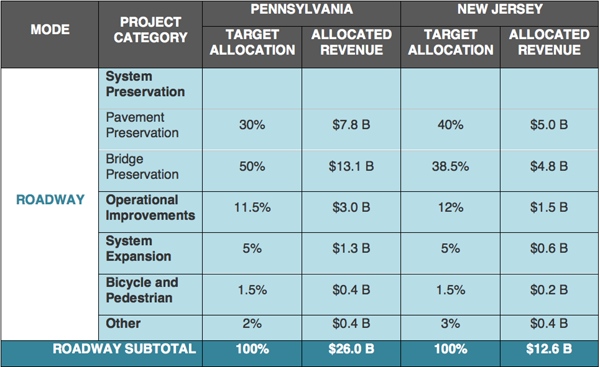 MODE PROJECT CATEGORY PENNSYLVANIA NEW JERSEY
TARGET ALLOCATION ALLOCATED REVENUE TARGET ALLOCATION ALLOCATED REVENUE
ROADWAY
System Preservation
Pavement Preservation 30% $7.8 B 40% $5.0 B
Bridge Preservation 50% $13.1 B 38.5% $4.8 B
Operational Improvements 11.5% $3.0 B 12% $1.5 B
System Expansion 5% $1.3 B 5% $0.6 B
Bicycle and Pedestrian 1.5% $0.4 B 1.5% $0.2 B
Other 2% $0.4 B 3% $0.4 B
ROADWAY SUBTOTAL 100% $26.0 B 100% $12.6 B